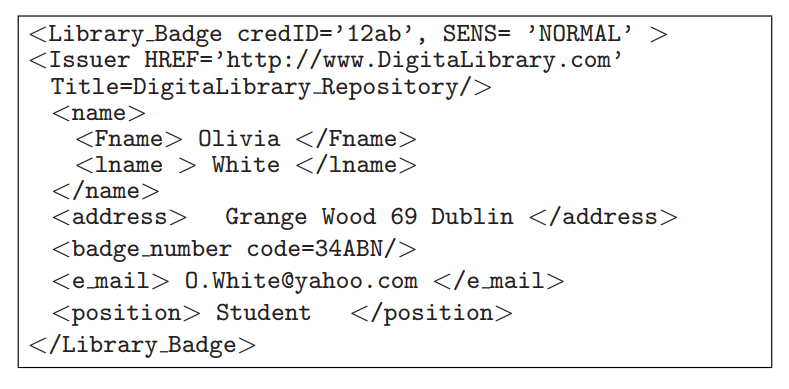 <Library_Badge credID='12ab', SENS= 'NORMAL' >
<Issuer HREF='http://www.DigitaLibrary.com'
Title=DigitaLibrary_Repository/>
<name>
<Fname> Olivia </Fname>
<lname > White </lname>
</name>
<address> Grange Wood 69 Dublin </address>
<badge_number code=34ABN/>
<e_mail> O.White@yahoo.com </e_mail>
<position> Student </position>
</Library_Badge>